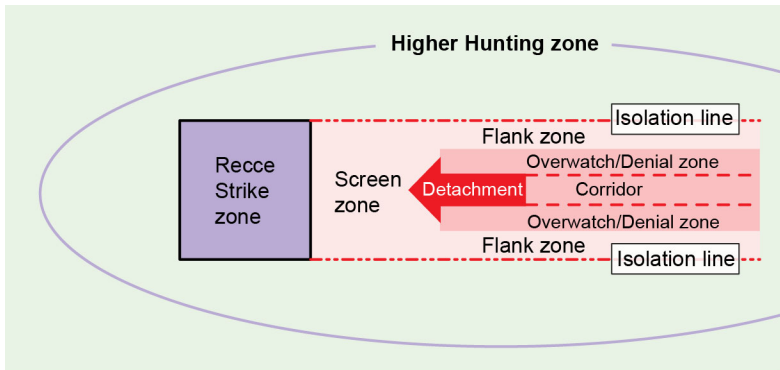 Higher Hunting zone
Isolation line
Flank zone
Overwatch/Denial zone
Recce
Strike
zone
Screen
zone
Detachment
Corridor
Overwatch/Denial zone
Flank zone
Isolation line